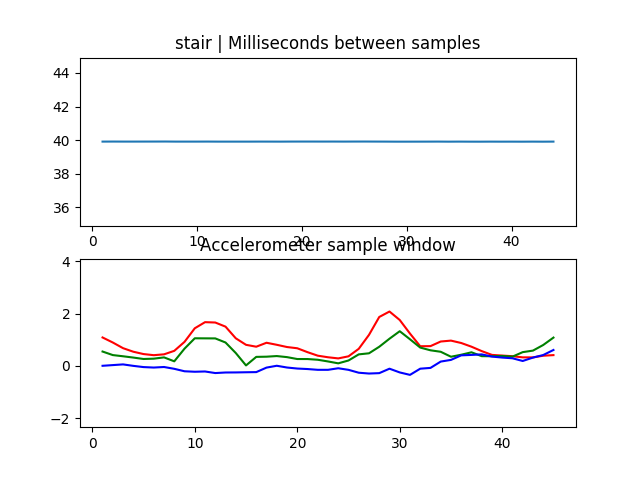 stair | Milliseconds between samples
44
42
40
38
36
0 10 20 30 40
Accelerometer sample window
4
2
0
−2
0 10 20 30 40